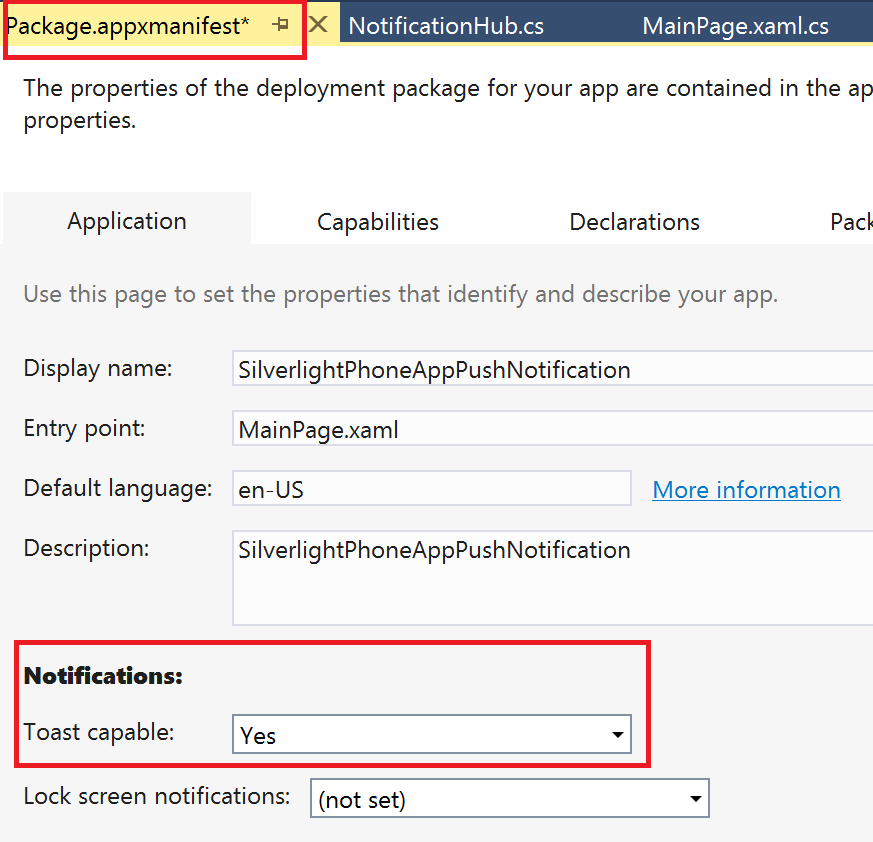 Package.appxmanifest*
NotificationHub.cs
MainPage.xaml.cs
The properties of the deployment package for your app are contained in the ap
properties.
Application
Capabilities
Declarations
Pack
Use this page to set the properties that identify and describe your app.
Display name:
SilverlightPhoneAppPushNotification
Entry point:
MainPage.xaml
Default language:
en-US
More information
Description:
SilverlightPhoneAppPushNotification
Notifications:
Toast capable:
Yes
Lock screen notifications:
(not set)